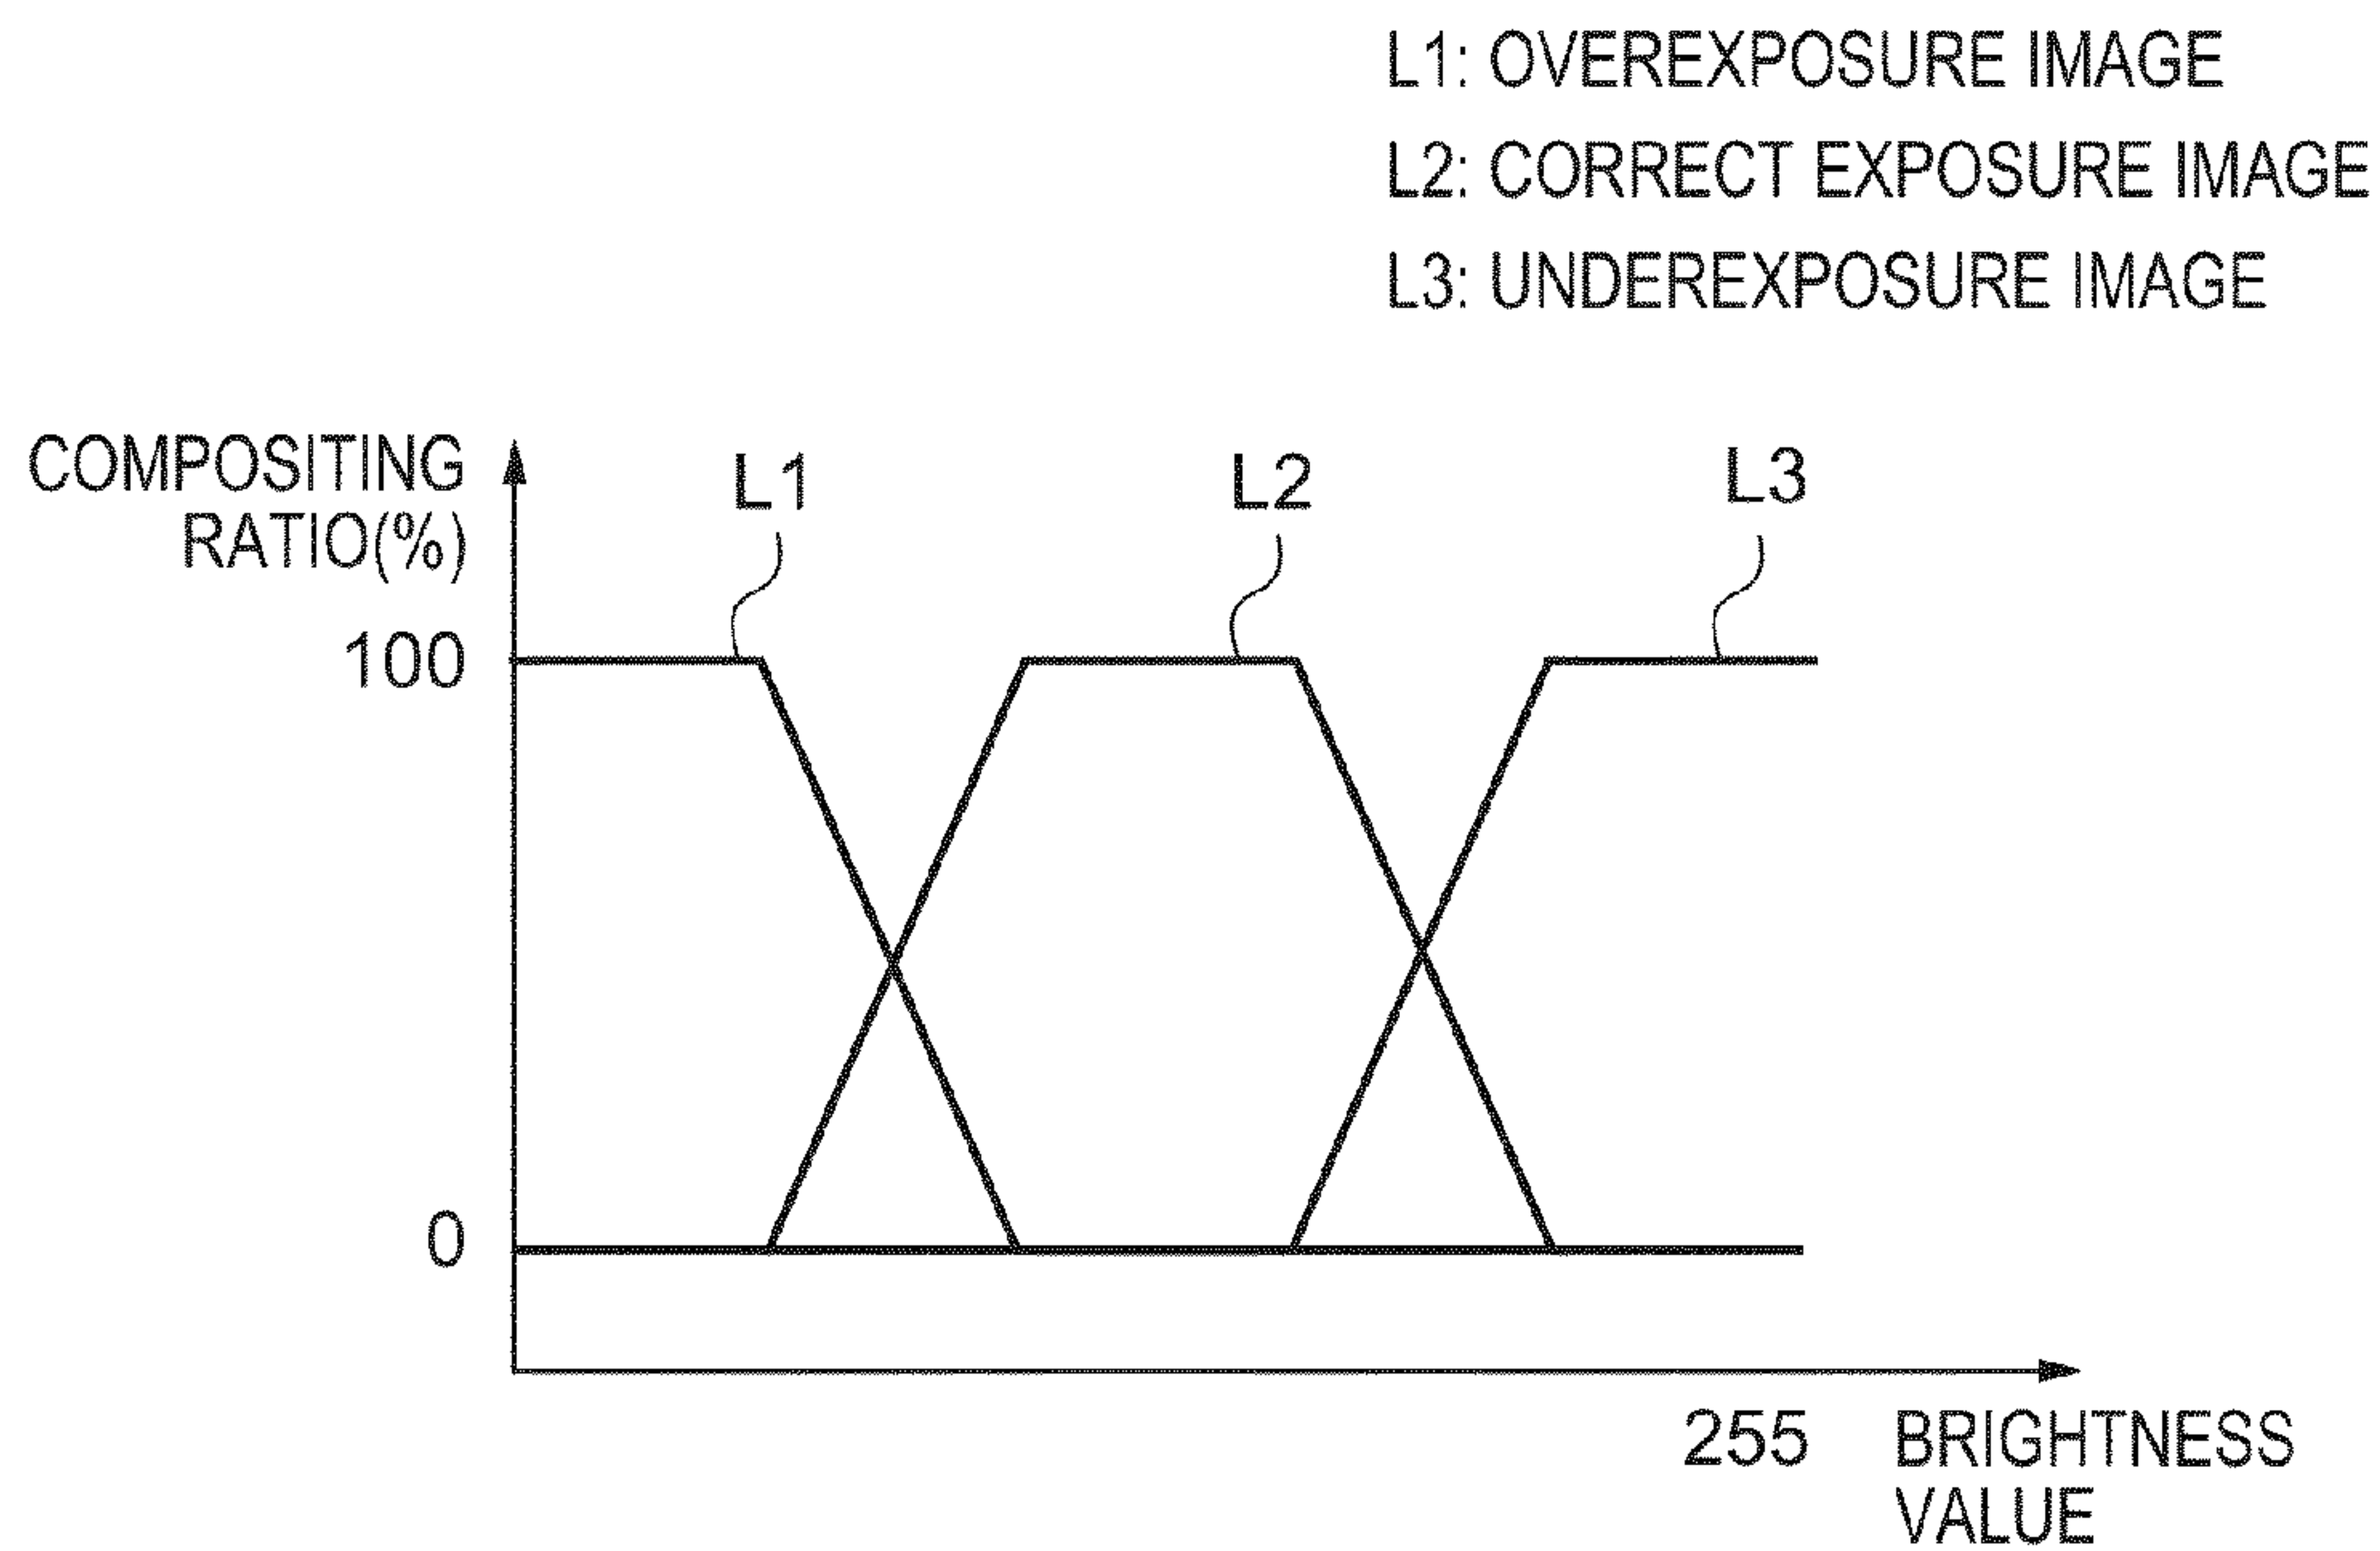 L1: OVEREXPOSURE IMAGE
L2: CORRECT EXPOSURE IMAGE
L3: UNDEREXPOSURE IMAGE
COMPOSITING
RATIO(%)
L1
L2
L3
100
0
255
BRIGHTNESS
VALUE